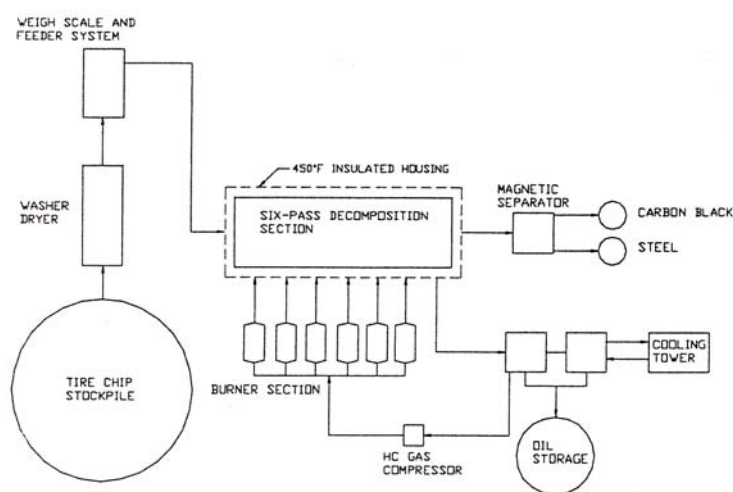 WEIGH SCALE AND
FEEDER SYSTEM
450°F INSULATED HOUSING
WASHER
DRYER
SIX-PASS DECOMPOSITION
SECTION
MAGNETIC
SEPARATOR
CARBON BLACK
STEEL
TIRE CHIP
STOCKPILE
BURNER SECTION
COOLING
TOWER
HC GAS
COMPRESSOR
OIL
STORAGE